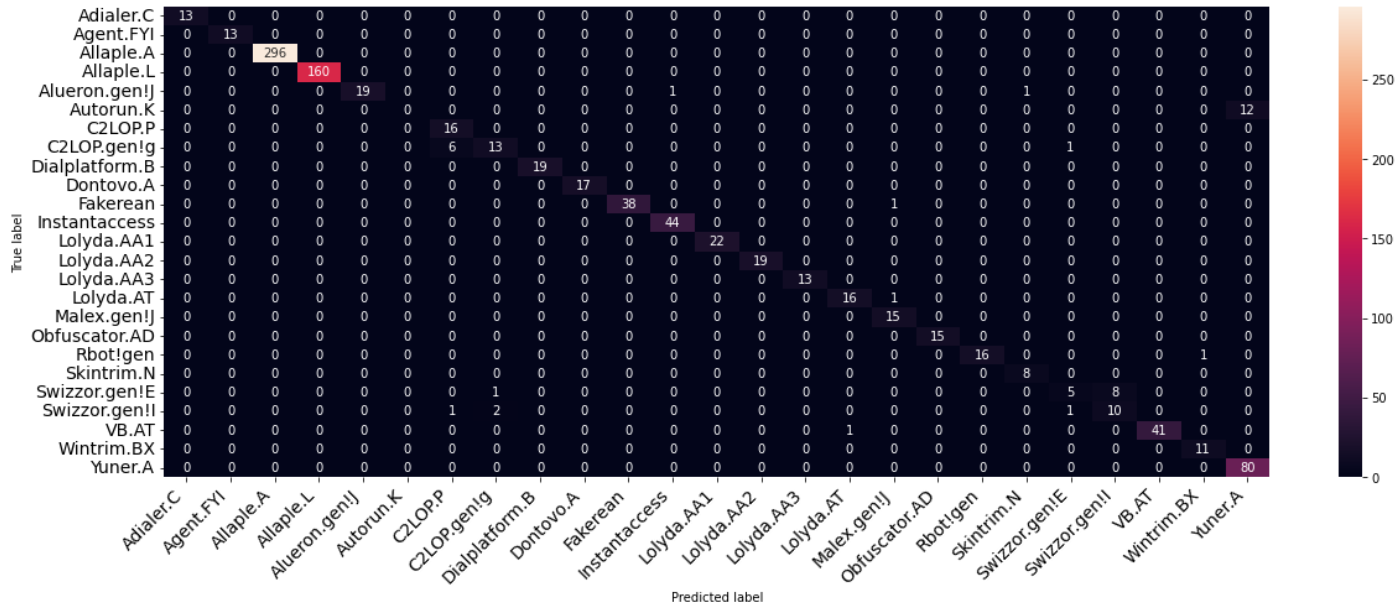 Adialer.C 13 0 0 0 0 0 0 0 0 0 0 0 0 0 0 0 0 0 0 0 0 0 0 0 0
Agent.FYI 0 13 0 0 0 0 0 0 0 0 0 0 0 0 0 0 0 0 0 0 0 0 0 0 0
Allaple.A 0 0 296 0 0 0 0 0 0 0 0 0 0 0 0 0 0 0 0 0 0 0 0 0 0
Allaple.L 0 0 0 160 0 0 0 0 0 0 0 0 0 0 0 0 0 0 0 0 0 0 0 0 0
Alueron.gen!J 0 0 0 0 19 0 0 0 0 0 0 1 0 0 0 0 0 0 0 1 0 0 0 0 0
Autorun.K 0 0 0 0 0 0 0 0 0 0 0 0 0 0 0 0 0 0 0 0 0 0 0 0 12
C2LOP.P 0 0 0 0 0 0 16 0 0 0 0 0 0 0 0 0 0 0 0 0 0 0 0 0 0
C2LOP.gen!g 0 0 0 0 0 0 6 13 0 0 0 0 0 0 0 0 0 0 0 0 1 0 0 0 0
Dialplatform.B 0 0 0 0 0 0 0 0 19 0 0 0 0 0 0 0 0 0 0 0 0 0 0 0 0
Dontovo.A 0 0 0 0 0 0 0 0 0 17 0 0 0 0 0 0 0 0 0 0 0 0 0 0 0
Fakerean 0 0 0 0 0 0 0 0 0 0 38 0 0 0 0 0 1 0 0 0 0 0 0 0 0
Instantaccess 0 0 0 0 0 0 0 0 0 0 0 44 0 0 0 0 0 0 0 0 0 0 0 0 0
Lolyda.AA1 0 0 0 0 0 0 0 0 0 0 0 0 22 0 0 0 0 0 0 0 0 0 0 0 0
Lolyda.AA2 0 0 0 0 0 0 0 0 0 0 0 0 0 19 0 0 0 0 0 0 0 0 0 0 0
Lolyda.AA3 0 0 0 0 0 0 0 0 0 0 0 0 0 0 13 0 0 0 0 0 0 0 0 0 0
Lolyda.AT 0 0 0 0 0 0 0 0 0 0 0 0 0 0 0 16 1 0 0 0 0 0 0 0 0
Malex.gen!J 0 0 0 0 0 0 0 0 0 0 0 0 0 0 0 0 15 0 0 0 0 0 0 0 0
Obfuscator.AD 0 0 0 0 0 0 0 0 0 0 0 0 0 0 0 0 0 15 0 0 0 0 0 0 0
Rbot!gen 0 0 0 0 0 0 0 0 0 0 0 0 0 0 0 0 0 0 16 0 0 0 0 1 0
Skintrim.N 0 0 0 0 0 0 0 0 0 0 0 0 0 0 0 0 0 0 0 8 0 0 0 0 0
Swizzor.gen!E 0 0 0 0 0 0 0 1 0 0 0 0 0 0 0 0 0 0 0 0 5 8 0 0 0
Swizzor.gen!I 0 0 0 0 0 0 1 2 0 0 0 0 0 0 0 0 0 0 0 0 1 10 0 0 0
VB.AT 0 0 0 0 0 0 0 0 0 0 0 0 0 0 0 1 0 0 0 0 0 0 41 0 0
Wintrim.BX 0 0 0 0 0 0 0 0 0 0 0 0 0 0 0 0 0 0 0 0 0 0 0 11 0
Yuner.A 0 0 0 0 0 0 0 0 0 0 0 0 0 0 0 0 0 0 0 0 0 0 0 0 80
True label
Adialer.C
Agent.FYI
Allaple.A
Allaple.L
Alueron.gen!J
Autorun.K
C2LOP.P
C2LOP.gen!g
Dialplatform.B
Dontovo.A
Fakerean
Instantaccess
Lolyda.AA1
Lolyda.AA2
Lolyda.AA3
Lolyda.AT
Malex.gen!J
Obfuscator.AD
Rbot!gen
Skintrim.N
Swizzor.gen!E
Swizzor.gen!I
VB.AT
Wintrim.BX
Yuner.A
Predicted label
250
200
150
100
50
0